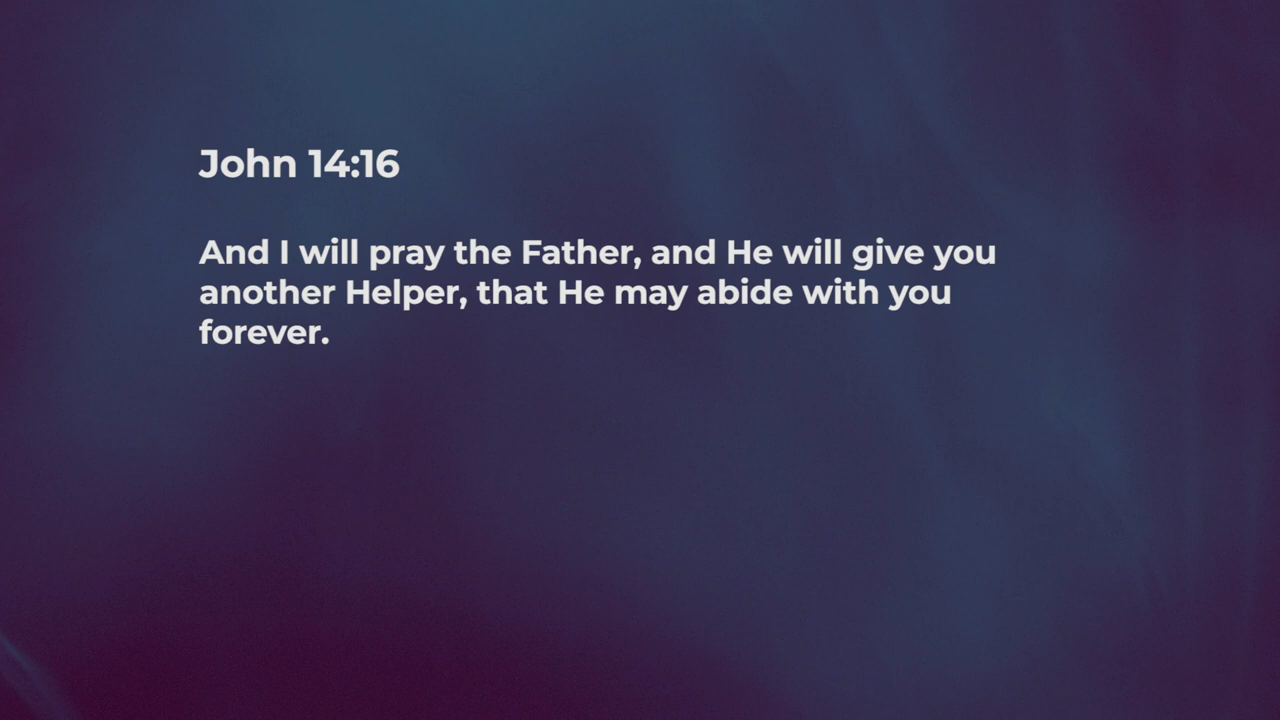 John 14:16
And I will pray the Father, and He will give you
another Helper, that He may abide with you
forever.